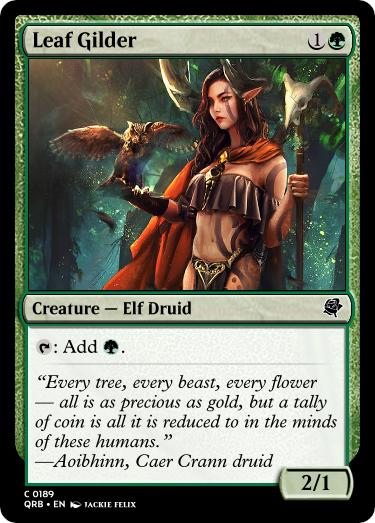 Leaf Gilder 1
Creature — Elf Druid
: Add .
“Every tree, every beast, every flower
— all is as precious as gold, but a tally
of coin is all it is reduced to in the minds
of these humans.”
—Aoibhinn, Caer Crann druid
2/1
C 0189
QRB • EN JACKIE FELIX